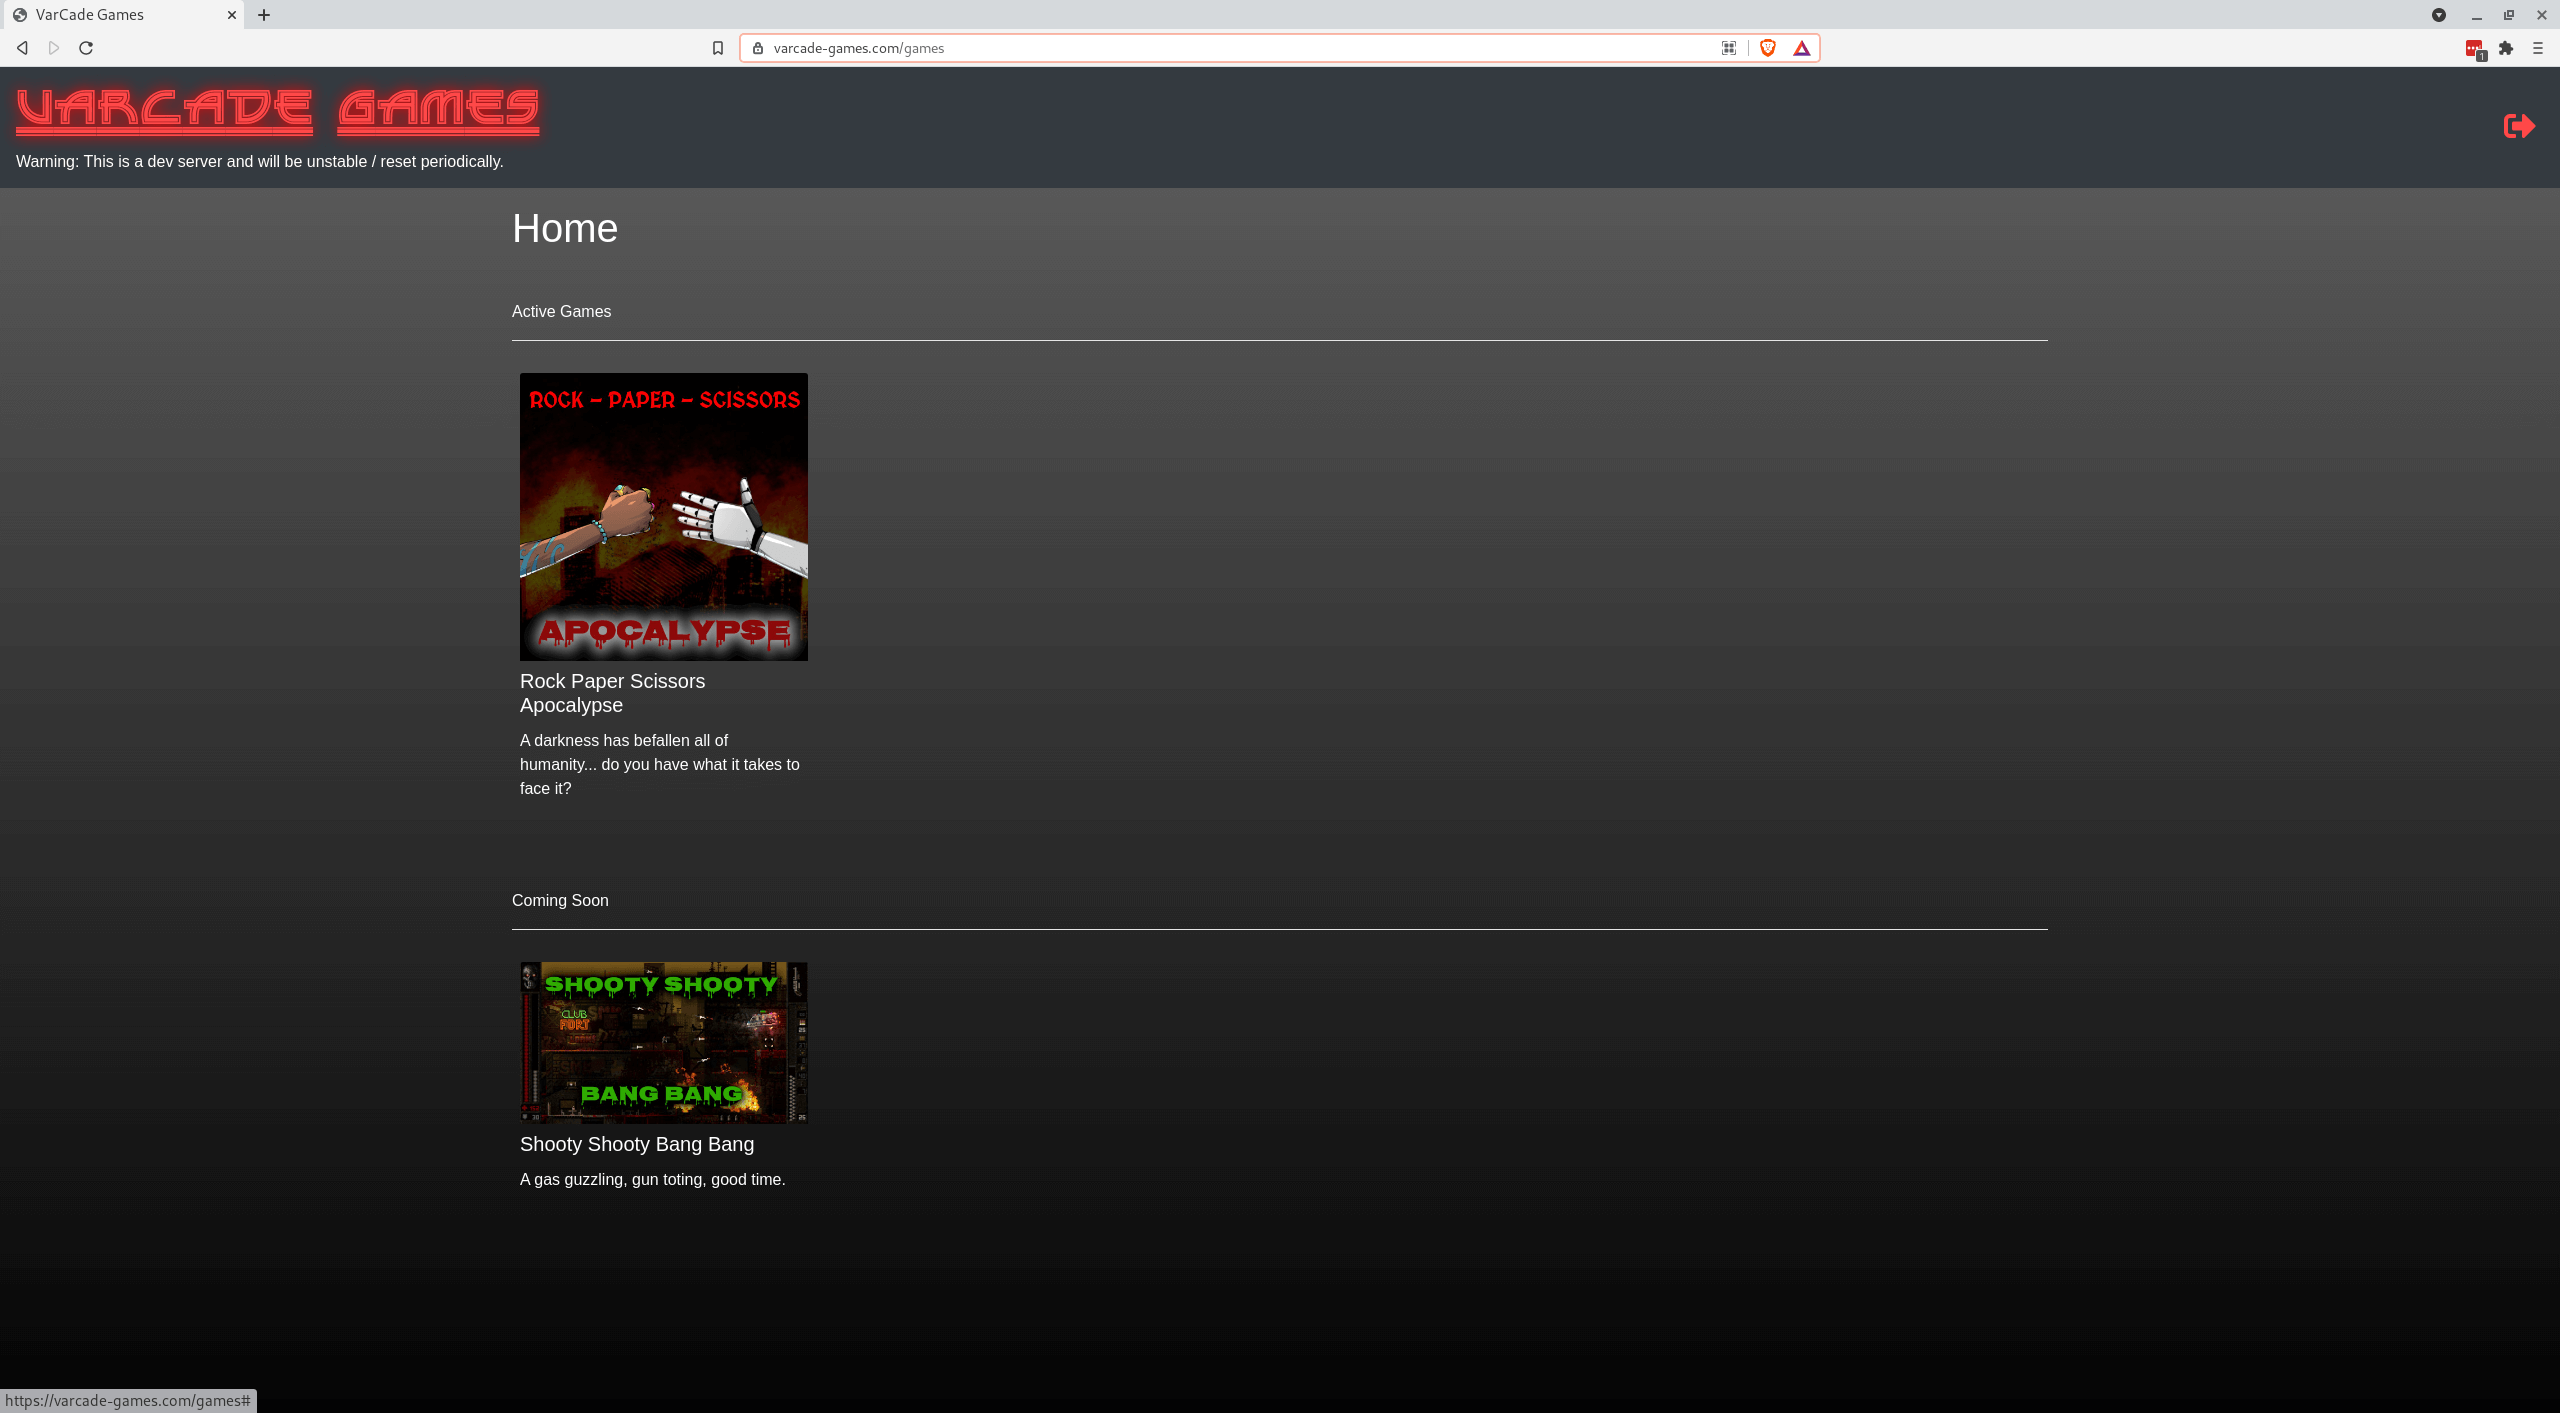 VarCade Games
varcade-games.com/games
1
VARCADE GAMES
Warning: This is a dev server and will be unstable / reset periodically.
Home
Active Games
ROCK - PAPER - SCISSORS
APOCALYPSE
Rock Paper Scissors
Apocalypse
A darkness has befallen all of
humanity... do you have what it takes to
face it?
Coming Soon
SHOOTY SHOOTY
CLUB
BANG BANG
Shooty Shooty Bang Bang
A gas guzzling, gun toting, good time.
https://varcade-games.com/games#